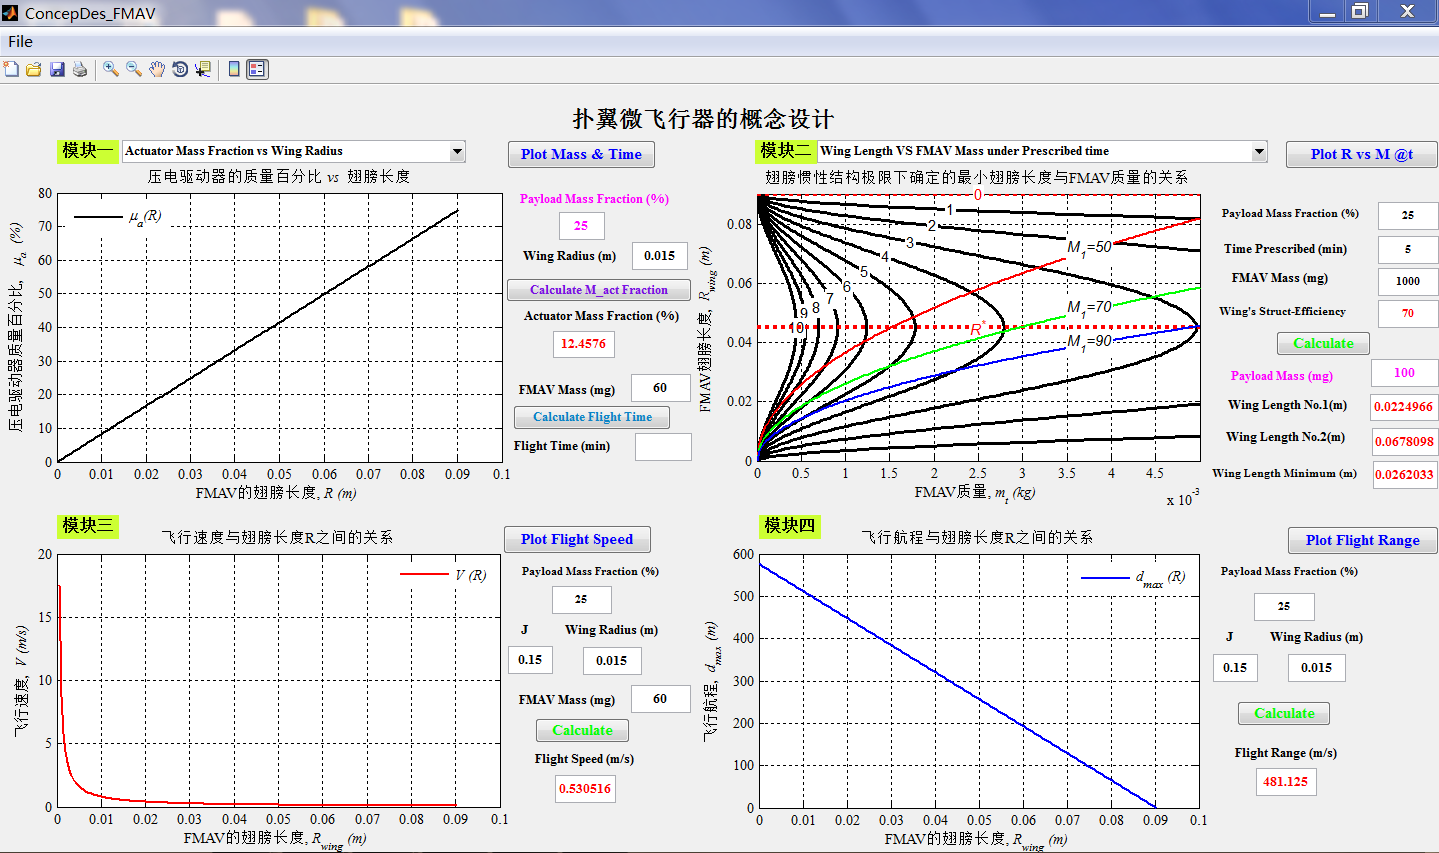 ConcepDes_FMAV
File
扑翼微飞行器的概念设计
模块一
Actuator Mass Fraction vs Wing Radius
Plot Mass & Time
压电驱动器的质量百分比 vs 翅膀长度
μa(R)
80
70
60
50
40
30
20
10
0
压电驱动器质量百分比, μa (%)
0 0.01 0.02 0.03 0.04 0.05 0.06 0.07 0.08 0.09 0.1
FMAV的翅膀长度, R (m)
Payload Mass Fraction (%)
25
Wing Radius (m) 0.015
Calculate M_act Fraction
Actuator Mass Fraction (%)
12.4576
FMAV Mass (mg) 60
Calculate Flight Time
Flight Time (min)
模块二
Wing Length VS FMAV Mass under Prescribed time
Plot R vs M @t
翅膀惯性结构极限下确定的最小翅膀长度与FMAV质量的关系
0
1
2
3
4
5
6
7
8
9
10
M1=50
M1=70
M1=90
R*
0.08
0.06
0.04
0.02
0
FMAV翅膀长度, Rwing (m)
0 0.5 1 1.5 2 2.5 3 3.5 4 4.5 5
x 10-3
FMAV质量, mt (kg)
Payload Mass Fraction (%) 25
Time Prescribed (min) 5
FMAV Mass (mg) 1000
Wing's Struct-Efficiency 70
Calculate
Payload Mass (mg) 100
Wing Length No.1(m) 0.0224966
Wing Length No.2(m) 0.0678098
Wing Length Minimum (m) 0.0262033
模块三
飞行速度与翅膀长度R之间的关系
Plot Flight Speed
V (R)
20
15
10
5
0
飞行速度, V (m/s)
0 0.01 0.02 0.03 0.04 0.05 0.06 0.07 0.08 0.09 0.1
FMAV的翅膀长度, Rwing (m)
Payload Mass Fraction (%)
25
J Wing Radius (m)
0.15 0.015
FMAV Mass (mg) 60
Calculate
Flight Speed (m/s)
0.530516
模块四
飞行航程与翅膀长度R之间的关系
Plot Flight Range
dmax (R)
600
500
400
300
200
100
0
飞行航程, dmax (m)
0 0.01 0.02 0.03 0.04 0.05 0.06 0.07 0.08 0.09 0.1
FMAV的翅膀长度, Rwing (m)
Payload Mass Fraction (%)
25
J Wing Radius (m)
0.15 0.015
Calculate
Flight Range (m/s)
481.125